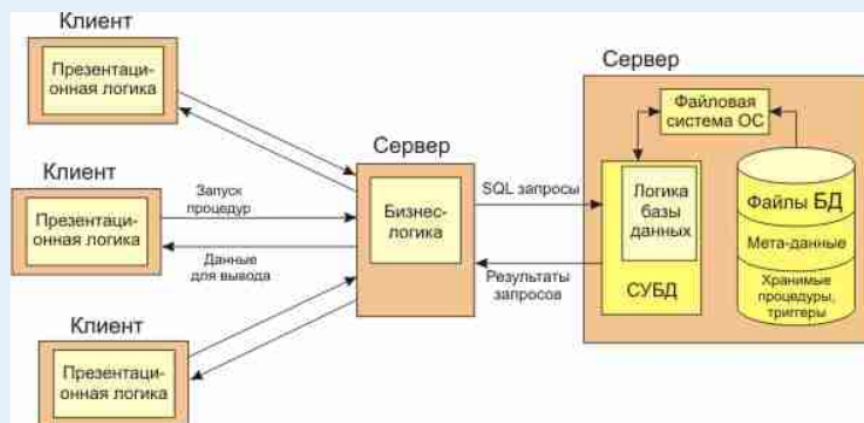 Клиент
Презентаци-
онная логика
Клиент
Презентаци-
онная логика
Клиент
Презентаци-
онная логика
Запуск
процедур
Данные
для вывода
Сервер
Бизнес-
логика
SQL запросы
Результаты
запросов
Сервер
Файловая
система ОС
Логика
базы
данных
СУБД
Файлы БД
Мета-данные
Хранимые
процедуры,
триггеры